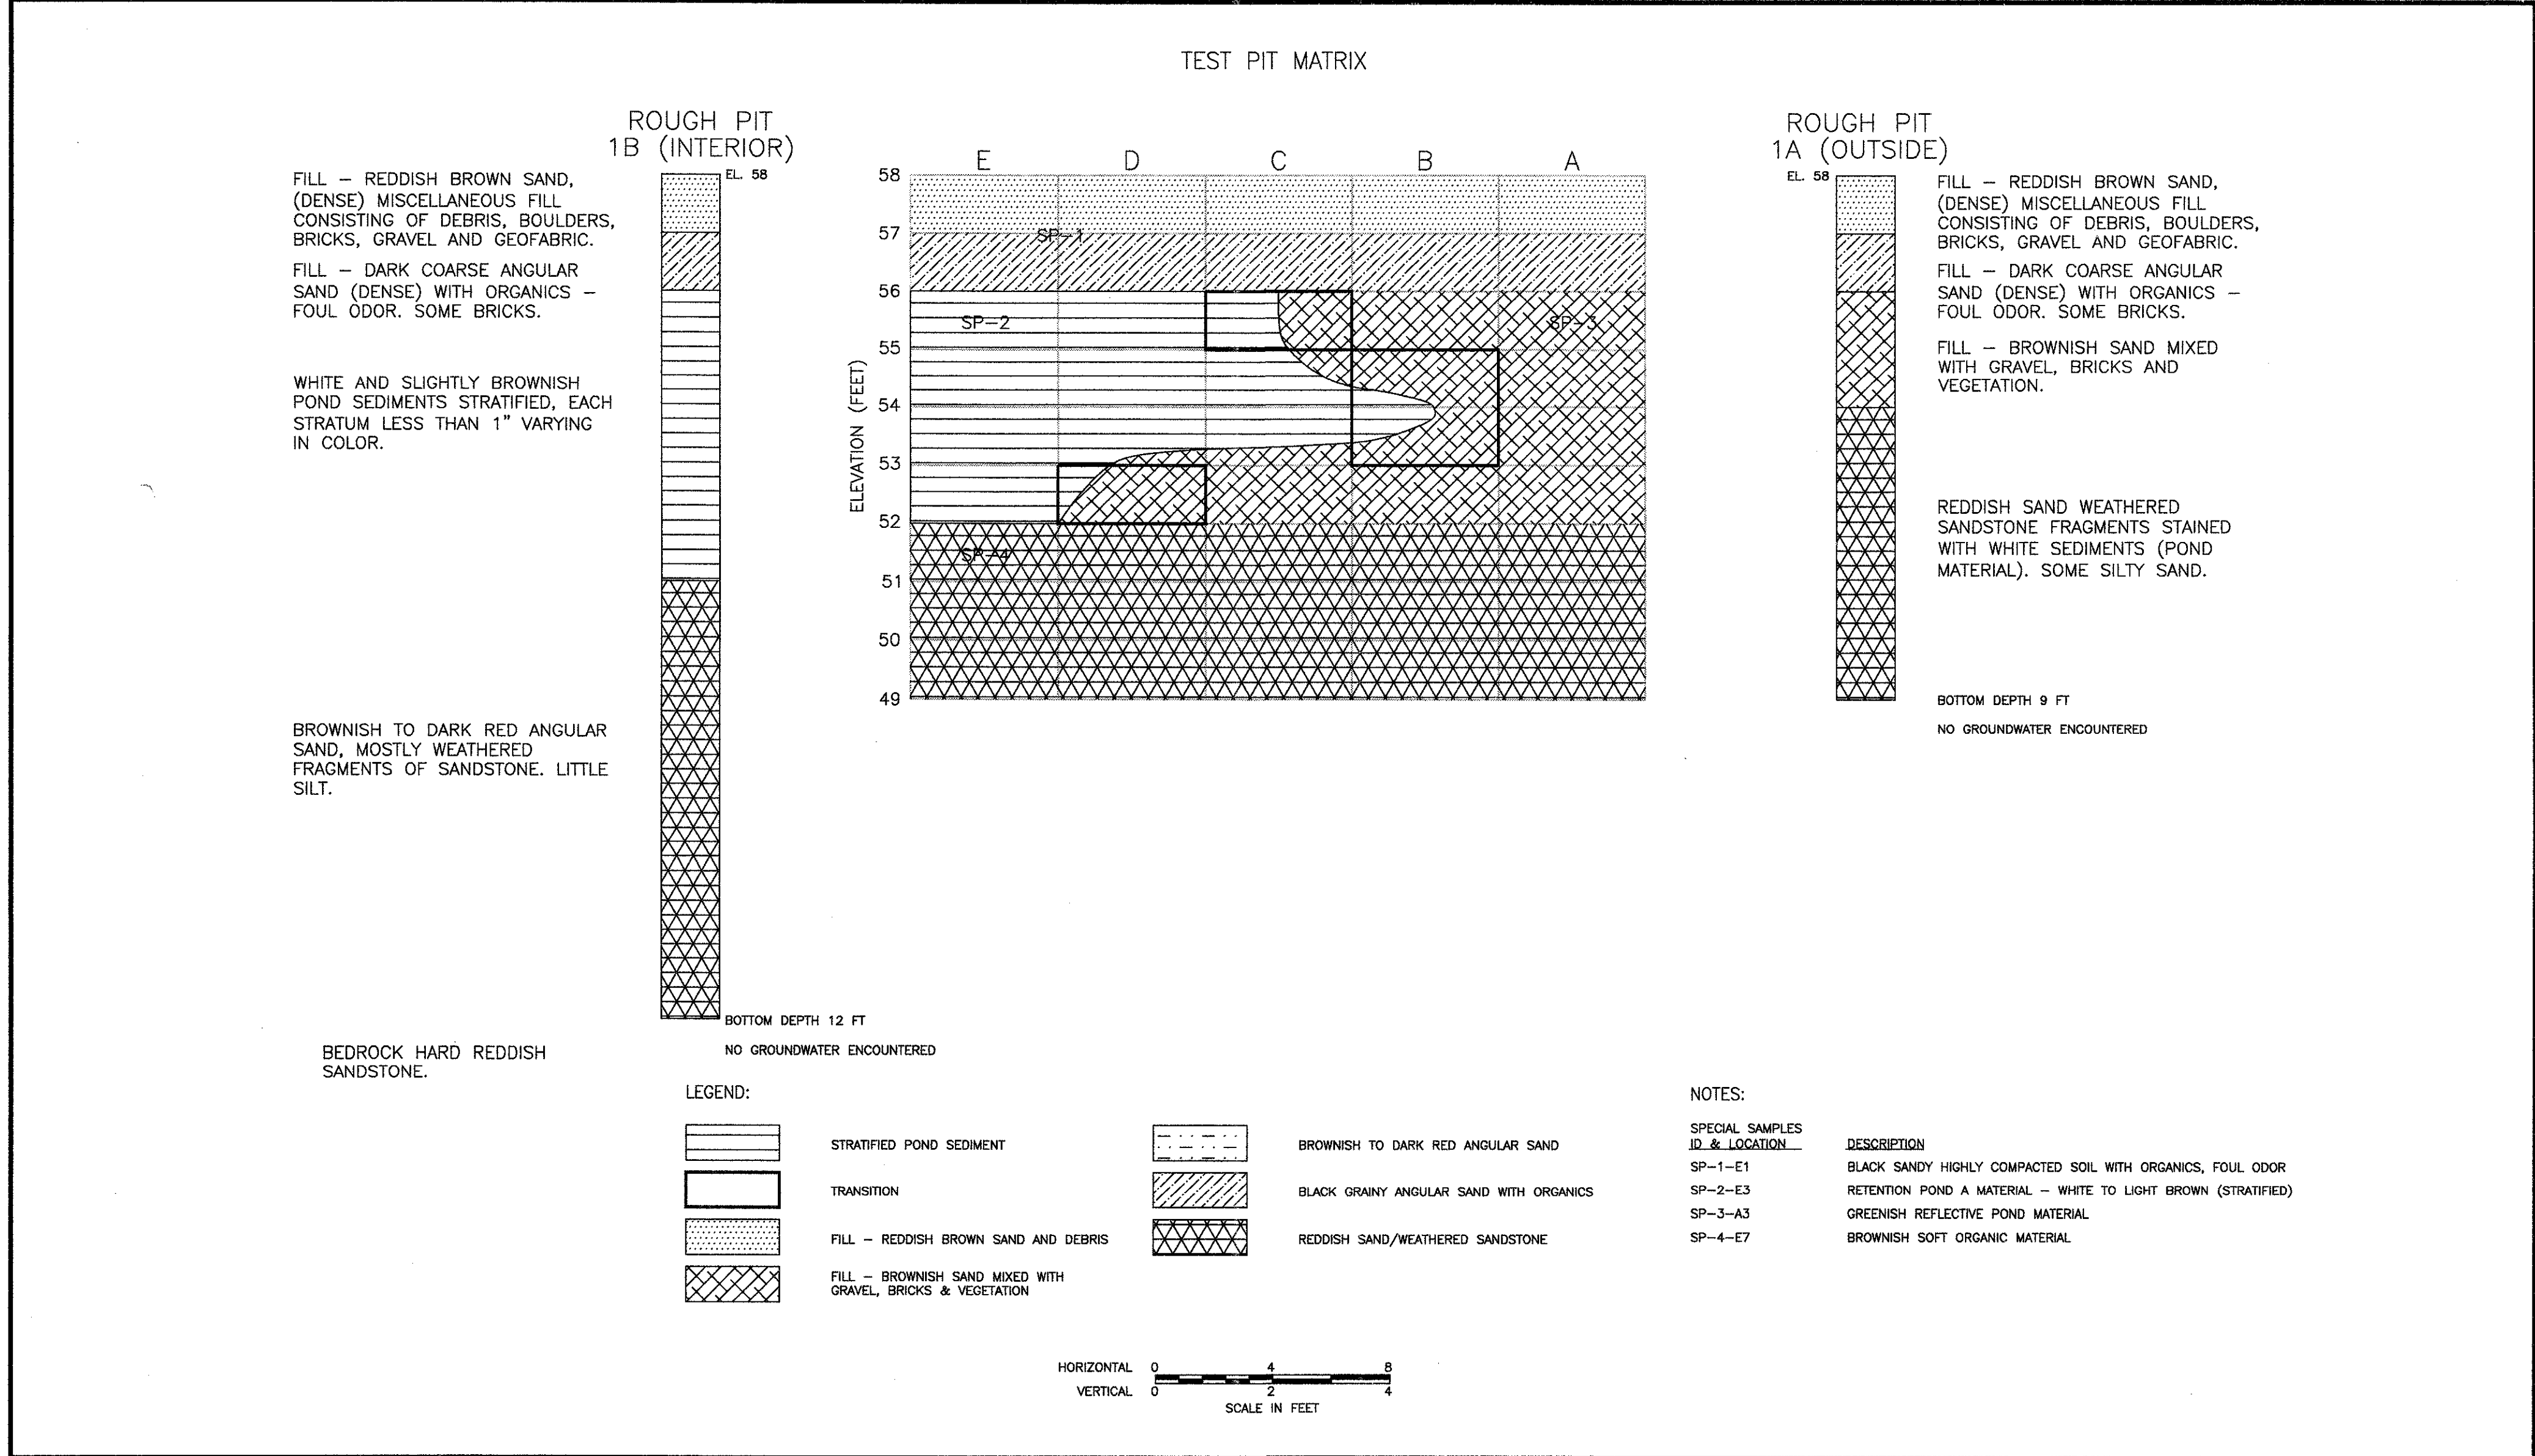 TEST PIT MATRIX
ROUGH PIT
1B (INTERIOR)
EL. 58
FILL – REDDISH BROWN SAND,
(DENSE) MISCELLANEOUS FILL
CONSISTING OF DEBRIS, BOULDERS,
BRICKS, GRAVEL AND GEOFABRIC.
FILL – DARK COARSE ANGULAR
SAND (DENSE) WITH ORGANICS –
FOUL ODOR. SOME BRICKS.
WHITE AND SLIGHTLY BROWNISH
POND SEDIMENTS STRATIFIED, EACH
STRATUM LESS THAN 1" VARYING
IN COLOR.
BROWNISH TO DARK RED ANGULAR
SAND, MOSTLY WEATHERED
FRAGMENTS OF SANDSTONE. LITTLE
SILT.
BOTTOM DEPTH 12 FT
NO GROUNDWATER ENCOUNTERED
BEDROCK HARD REDDISH
SANDSTONE.
E D C B A
ELEVATION (FEET)
58
57
56
55
54
53
52
51
50
49
SP-1
SP-2
SP-3
SP-4
ROUGH PIT
1A (OUTSIDE)
EL. 58
FILL – REDDISH BROWN SAND,
(DENSE) MISCELLANEOUS FILL
CONSISTING OF DEBRIS, BOULDERS,
BRICKS, GRAVEL AND GEOFABRIC.
FILL – DARK COARSE ANGULAR
SAND (DENSE) WITH ORGANICS –
FOUL ODOR. SOME BRICKS.
FILL – BROWNISH SAND MIXED
WITH GRAVEL, BRICKS AND
VEGETATION.
REDDISH SAND WEATHERED
SANDSTONE FRAGMENTS STAINED
WITH WHITE SEDIMENTS (POND
MATERIAL). SOME SILTY SAND.
BOTTOM DEPTH 9 FT
NO GROUNDWATER ENCOUNTERED
LEGEND:
STRATIFIED POND SEDIMENT
TRANSITION
FILL – REDDISH BROWN SAND AND DEBRIS
FILL – BROWNISH SAND MIXED WITH
GRAVEL, BRICKS & VEGETATION
BROWNISH TO DARK RED ANGULAR SAND
BLACK GRAINY ANGULAR SAND WITH ORGANICS
REDDISH SAND/WEATHERED SANDSTONE
NOTES:
SPECIAL SAMPLES
ID & LOCATION DESCRIPTION
SP-1-E1 BLACK SANDY HIGHLY COMPACTED SOIL WITH ORGANICS, FOUL ODOR
SP-2-E3 RETENTION POND A MATERIAL – WHITE TO LIGHT BROWN (STRATIFIED)
SP-3-A3 GREENISH REFLECTIVE POND MATERIAL
SP-4-E7 BROWNISH SOFT ORGANIC MATERIAL
HORIZONTAL 0 4 8
VERTICAL 0 2 4
SCALE IN FEET